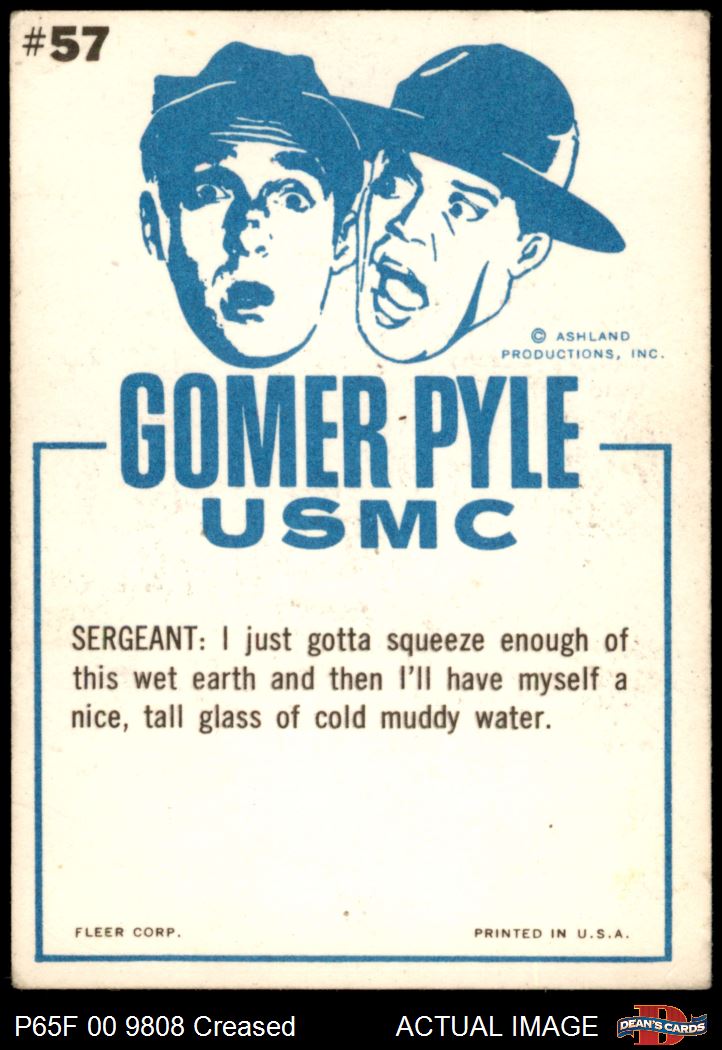 #57
© ASHLAND
PRODUCTIONS, INC.
GOMER PYLE
USMC
SERGEANT: I just gotta squeeze enough of
this wet earth and then I'll have myself a
nice, tall glass of cold muddy water.
FLEER CORP. PRINTED IN U.S.A.
P65F 00 9808 Creased ACTUAL IMAGE D DEAN'S CARDS